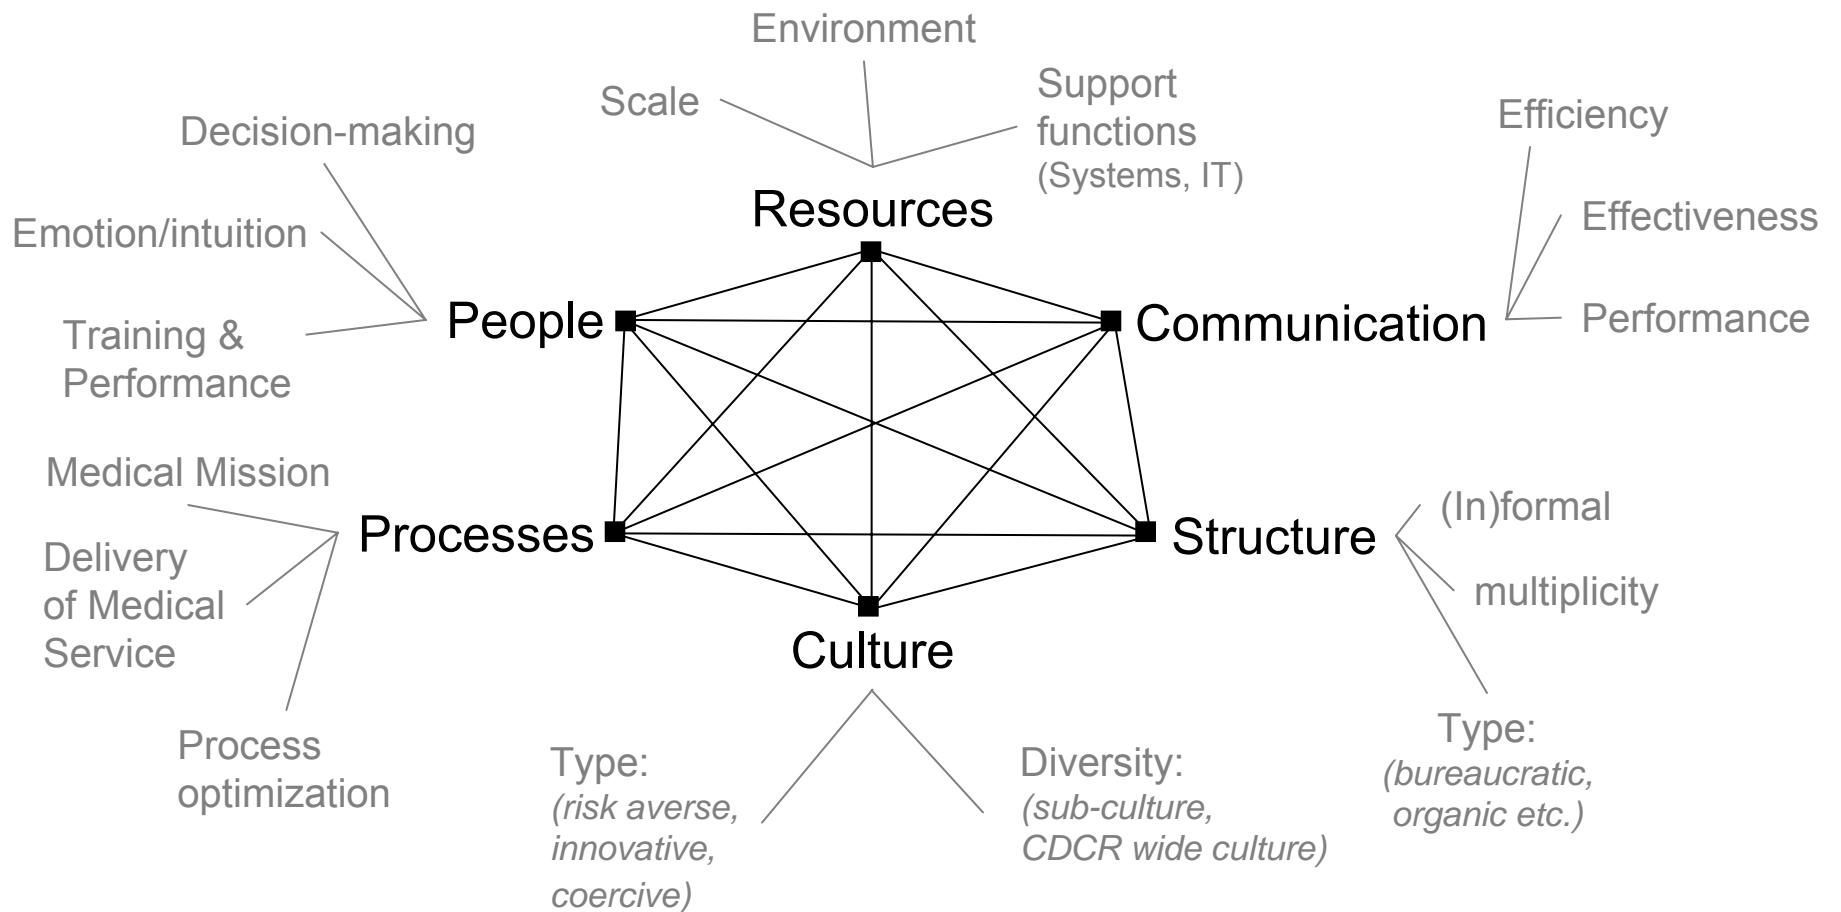 Environment
Scale
Support
functions
(Systems, IT)
Resources
Decision-making
Emotion/intuition
Training &
Performance
People
Efficiency
Effectiveness
Performance
Communication
Medical Mission
Delivery
of Medical
Service
Process
optimization
Processes
(In)formal
multiplicity
Type:
(bureaucratic,
organic etc.)
Structure
Culture
Type:
(risk averse,
innovative,
coercive)
Diversity:
(sub-culture,
CDCR wide culture)